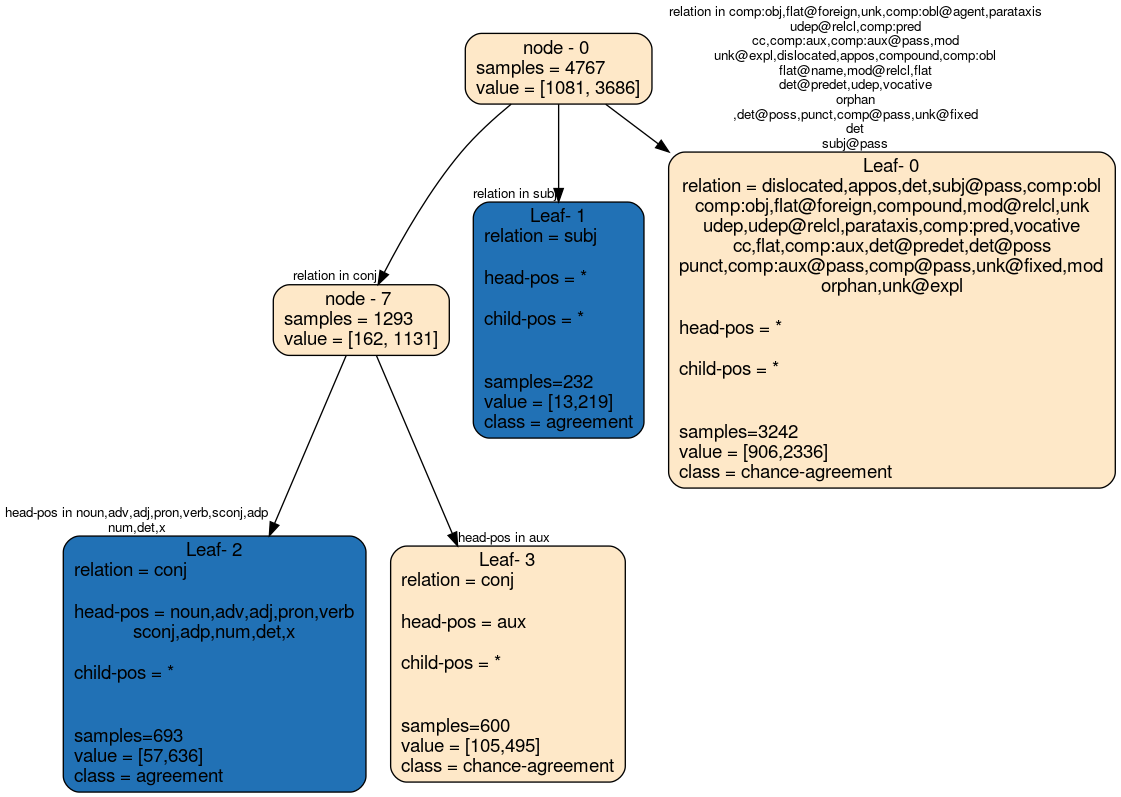 relation in comp:obj,flat@foreign,unk,comp:obl@agent,parataxis
udep@relcl,comp:pred
cc,comp:aux,comp:aux@pass,mod
unk@expl,dislocated,appos,compound,comp:obl
flat@name,mod@relcl,flat
det@predet,udep,vocative
orphan
,det@poss,punct,comp@pass,unk@fixed
det
subj@pass
node - 0
samples = 4767
value = [1081, 3686]
relation in subj
relation in conj
Leaf- 0
relation = dislocated,appos,det,subj@pass,comp:obl
comp:obj,flat@foreign,compound,mod@relcl,unk
udep,udep@relcl,parataxis,comp:pred,vocative
cc,flat,comp:aux,det@predet,det@poss
punct,comp:aux@pass,comp@pass,unk@fixed,mod
orphan,unk@expl
head-pos = *
child-pos = *
samples=3242
value = [906,2336]
class = chance-agreement
Leaf- 1
relation = subj
head-pos = *
child-pos = *
samples=232
value = [13,219]
class = agreement
node - 7
samples = 1293
value = [162, 1131]
head-pos in noun,adv,adj,pron,verb,sconj,adp
num,det,x
head-pos in aux
Leaf- 2
relation = conj
head-pos = noun,adv,adj,pron,verb
sconj,adp,num,det,x
child-pos = *
samples=693
value = [57,636]
class = agreement
Leaf- 3
relation = conj
head-pos = aux
child-pos = *
samples=600
value = [105,495]
class = chance-agreement